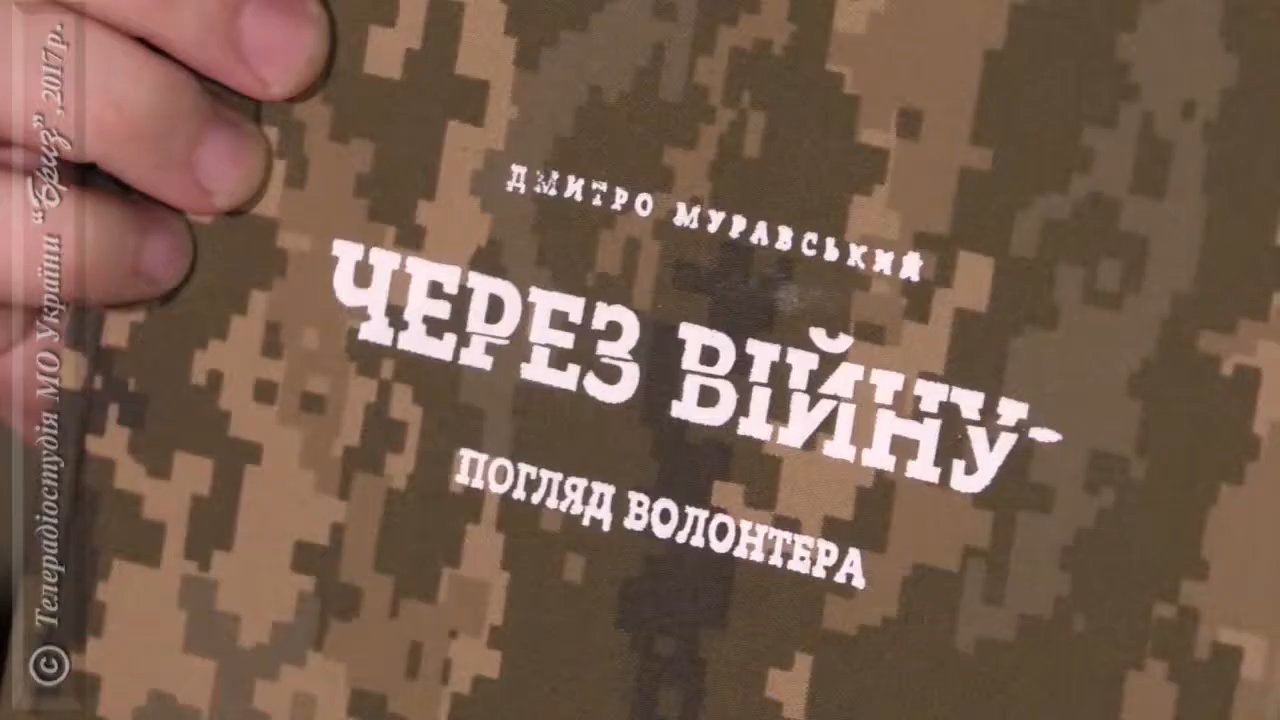 ДМИТРО МУРАВСЬКИЙ
ЧЕРЕЗ ВІЙНУ-
ПОГЛЯД ВОЛОНТЕРА
© Телерадіостудія МО України "Бриз", 2017р.